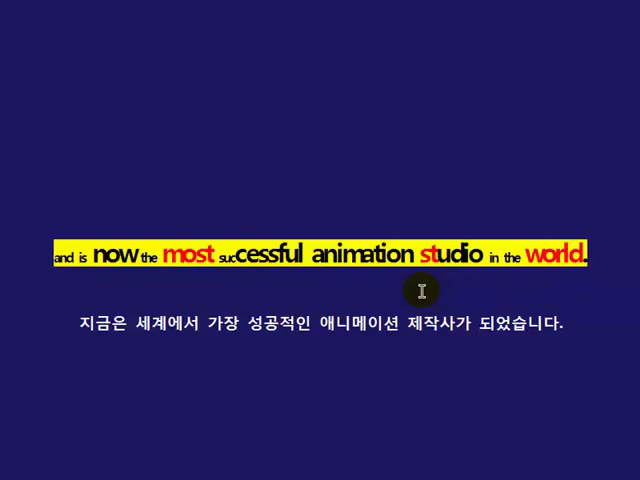 and is now the most successful animation studio in the world.
지금은 세계에서 가장 성공적인 애니메이션 제작사가 되었습니다.